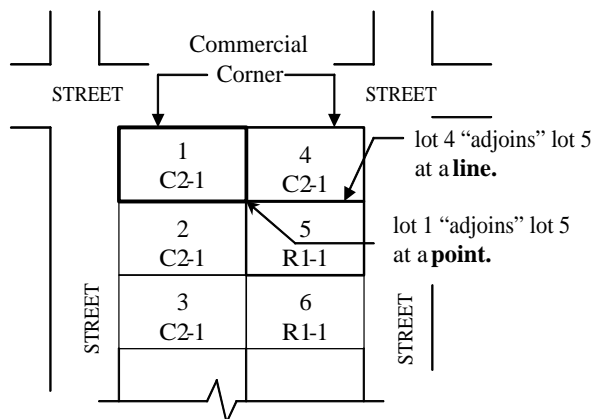 Commercial
Corner
STREET
STREET
1
C2-1
4
C2-1
lot 4 “adjoins” lot 5
at a line.
2
C2-1
5
R1-1
lot 1 “adjoins” lot 5
at a point.
3
C2-1
6
R1-1
STREET
STREET